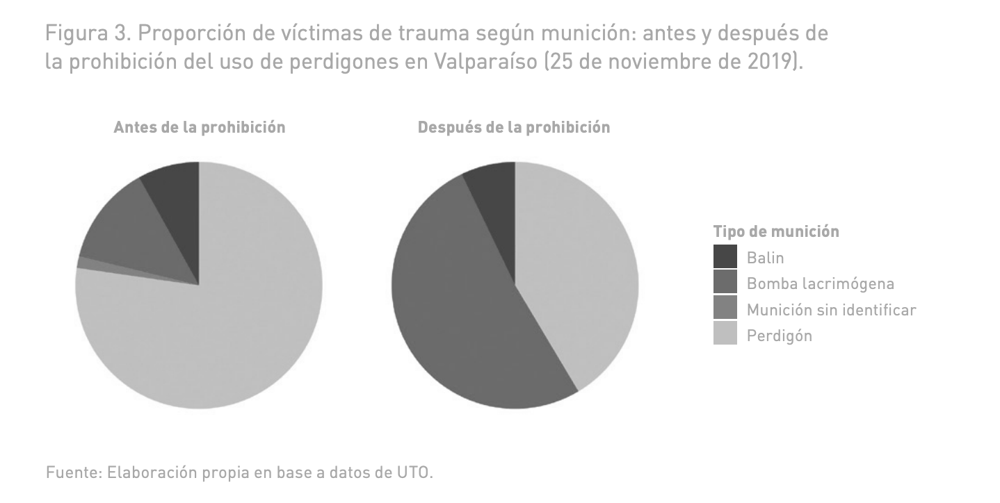 Figura 3. Proporción de víctimas de trauma según munición: antes y después de
la prohibición del uso de perdigones en Valparaíso (25 de noviembre de 2019).
Antes de la prohibición
Después de la prohibición
Tipo de munición
Balin
Bomba lacrimógena
Munición sin identificar
Perdigón
Fuente: Elaboración propia en base a datos de UTO.